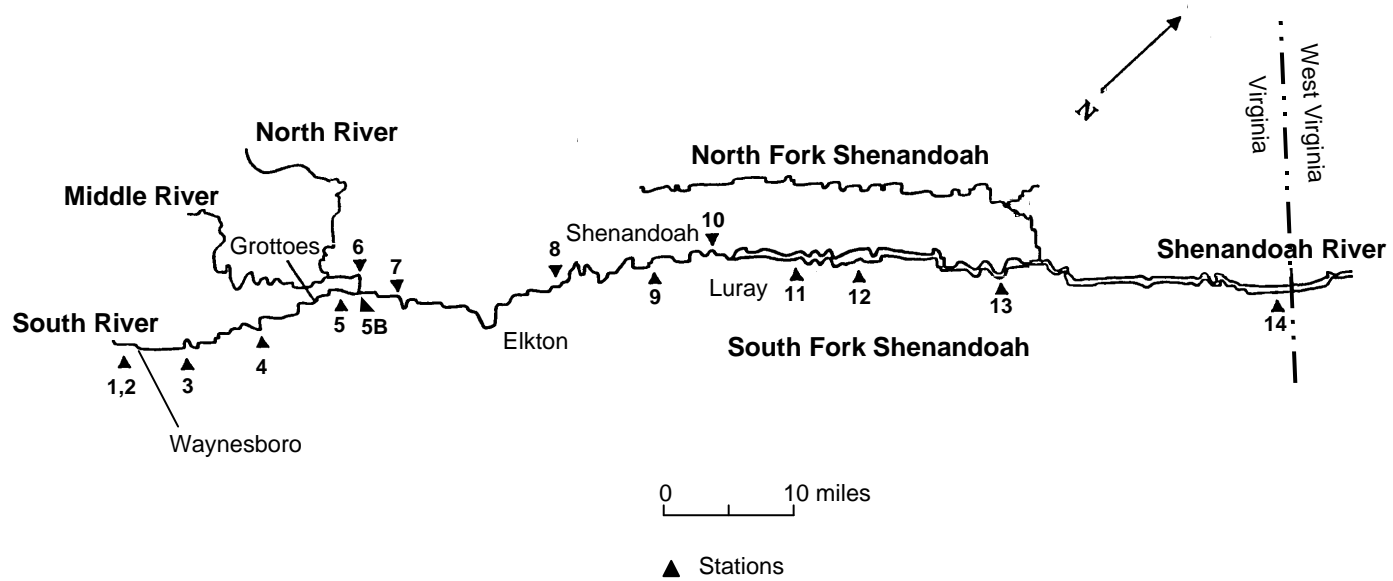 N
West Virginia
Virginia
North River
North Fork Shenandoah
Middle River
10
Shenandoah
Grottoes
6
8
7
Shenandoah River
9
Luray
11
12
13
South River
5
5B
14
4
Elkton
South Fork Shenandoah
1,2
3
Waynesboro
0
10 miles
Stations